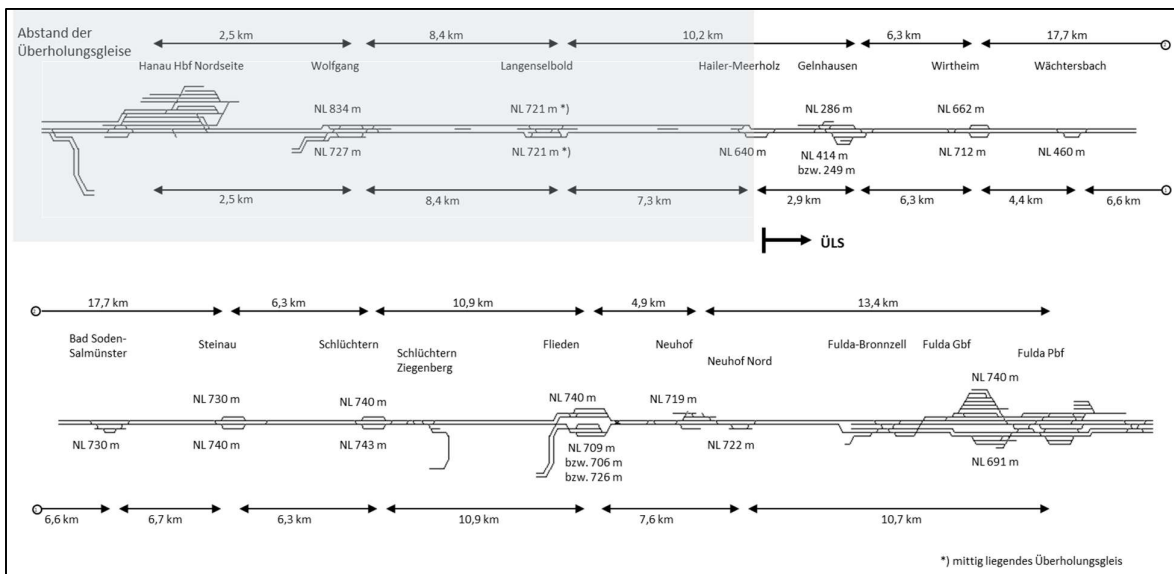 Abstand der
Überholungsgleise
2,5 km
8,4 km
10,2 km
6,3 km
17,7 km
Hanau Hbf Nordseite
Wolfgang
Langenselbold
Hailer-Meerholz
Gelnhausen
Wirtheim
Wächtersbach
NL 834 m
NL 721 m *)
NL 286 m
NL 662 m
NL 727 m
NL 721 m *)
NL 640 m
NL 414 m
bzw. 249 m
NL 712 m
NL 460 m
2,5 km
8,4 km
7,3 km
2,9 km
6,3 km
4,4 km
6,6 km
ÜLS
17,7 km
6,3 km
10,9 km
4,9 km
13,4 km
Bad Soden-
Salmünster
Steinau
Schlüchtern
Schlüchtern
Ziegenberg
Flieden
Neuhof
Neuhof Nord
Fulda-Bronnzell
Fulda Gbf
Fulda Pbf
NL 730 m
NL 740 m
NL 740 m
NL 719 m
NL 740 m
NL 730 m
NL 740 m
NL 743 m
NL 709 m
bzw. 706 m
bzw. 726 m
NL 722 m
NL 691 m
6,6 km
6,7 km
6,3 km
10,9 km
7,6 km
10,7 km
*) mittig liegendes Überholungsgleis